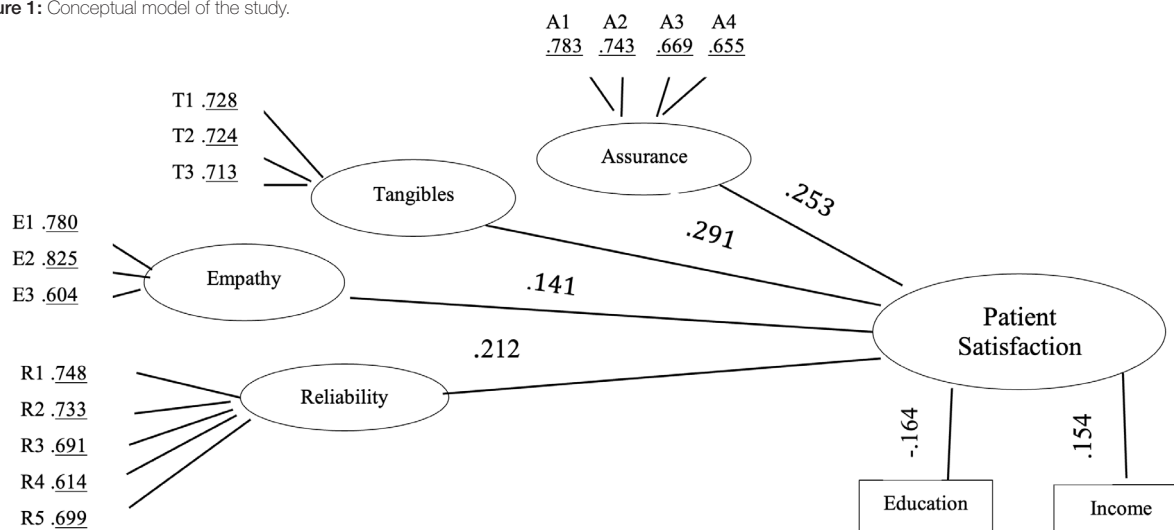 ure 1: Conceptual model of the study.
A1 A2 A3 A4
.783 .743 .669 .655
T1 .728
T2 .724
T3 .713
Assurance
Tangibles
.253
.291
E1 .780
E2 .825
E3 .604
Empathy
.141
Patient
Satisfaction
.212
R1 .748
R2 .733
R3 .691
R4 .614
R5 .699
Reliability
-.164
.154
Education
Income